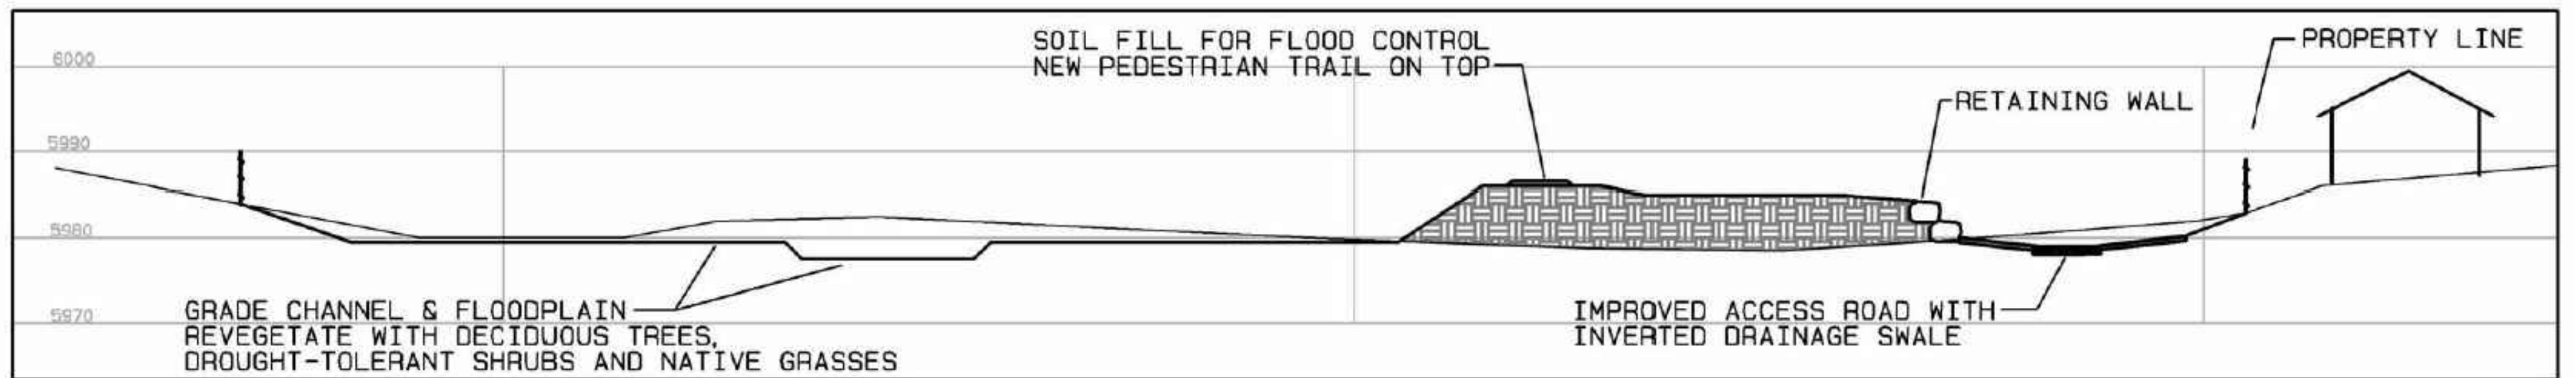 SOIL FILL FOR FLOOD CONTROL
NEW PEDESTRIAN TRAIL ON TOP
PROPERTY LINE
RETAINING WALL
6000
5990
5980
5970
GRADE CHANNEL & FLOODPLAIN
REVEGETATE WITH DECIDUOUS TREES,
DROUGHT-TOLERANT SHRUBS AND NATIVE GRASSES
IMPROVED ACCESS ROAD WITH
INVERTED DRAINAGE SWALE